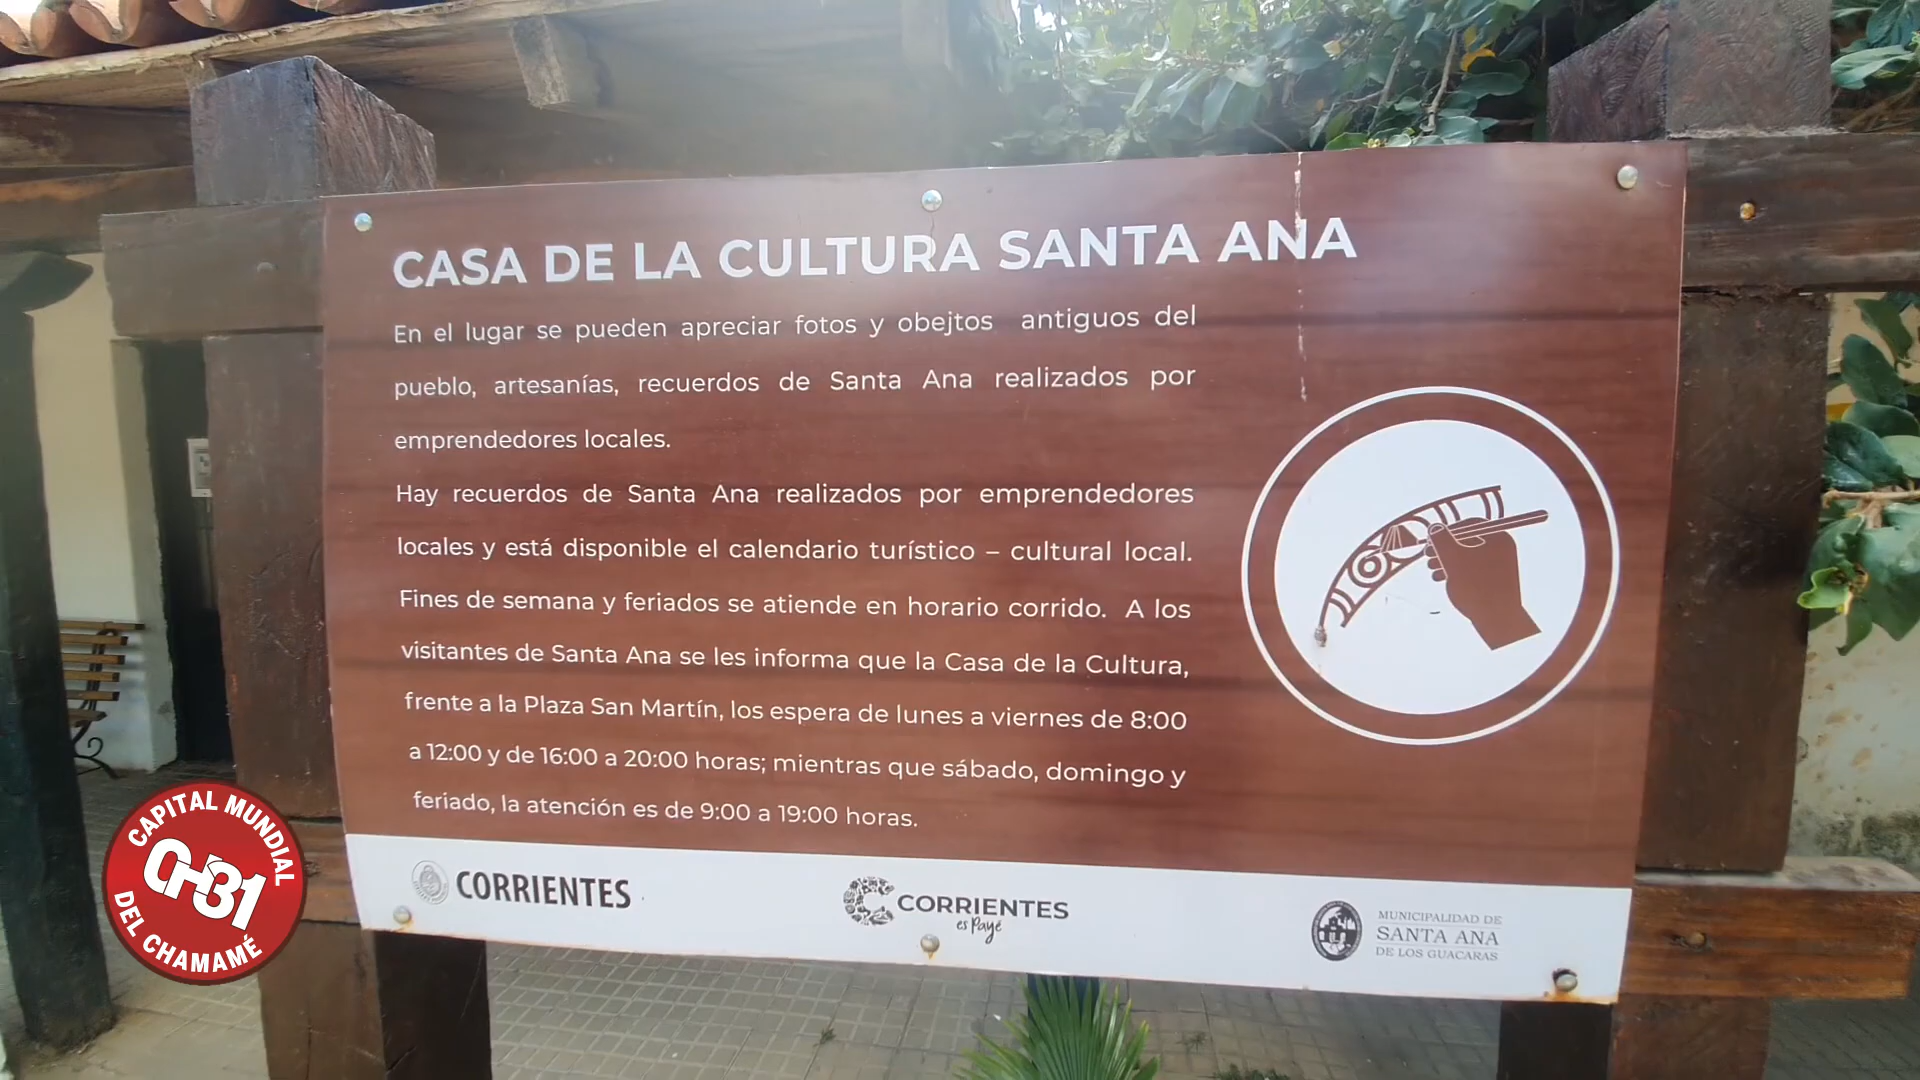 CASA DE LA CULTURA SANTA ANA
En el lugar se pueden apreciar fotos y obejtos antiguos del
pueblo, artesanías, recuerdos de Santa Ana realizados por
emprendedores locales.
Hay recuerdos de Santa Ana realizados por emprendedores
locales y está disponible el calendario turístico – cultural local.
Fines de semana y feriados se atiende en horario corrido. A los
visitantes de Santa Ana se les informa que la Casa de la Cultura,
frente a la Plaza San Martín, los espera de lunes a viernes de 8:00
a 12:00 y de 16:00 a 20:00 horas; mientras que sábado, domingo y
feriado, la atención es de 9:00 a 19:00 horas.
CORRIENTES
CORRIENTES
es Payé
MUNICIPALIDAD DE
SANTA ANA
DE LOS GUACARAS
CAPITAL MUNDIAL
DEL CHAMAMÉ